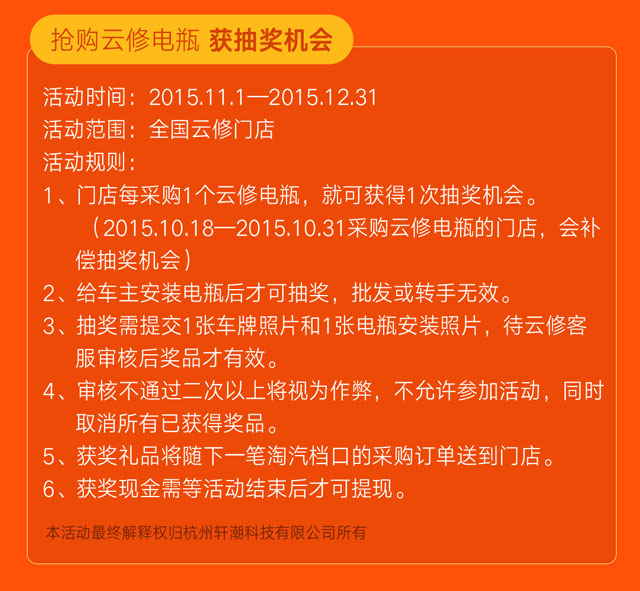 抢购云修电瓶 获抽奖机会
活动时间：2015.11.1—2015.12.31
活动范围：全国云修门店
活动规则：
1、门店每采购1个云修电瓶，就可获得1次抽奖机会。
（2015.10.18—2015.10.31采购云修电瓶的门店，会补
偿抽奖机会）
2、给车主安装电瓶后才可抽奖，批发或转手无效。
3、抽奖需提交1张车牌照片和1张电瓶安装照片，待云修客
服审核后奖品才有效。
4、审核不通过二次以上将视为作弊，不允许参加活动，同时
取消所有已获得奖品。
5、获奖礼品将随下一笔淘汽档口的采购订单送到门店。
6、获奖现金需等活动结束后才可提现。
本活动最终解释权归杭州轩潮科技有限公司所有